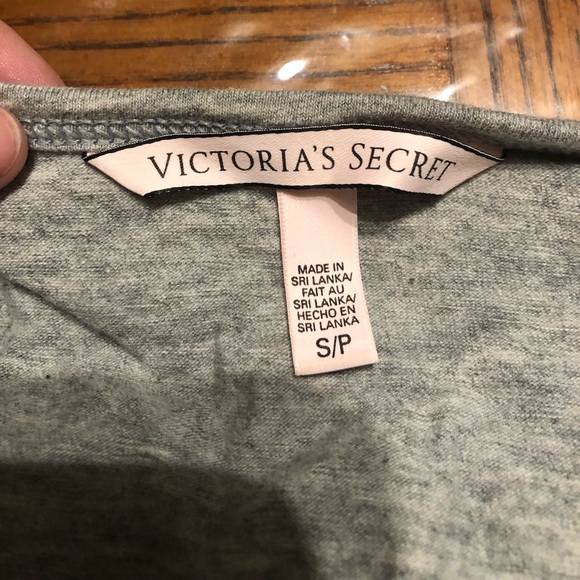 VICTORIA'S SECRET
MADE IN
SRI LANKA/
FAIT AU
SRI LANKA/
HECHO EN
SRI LANKA
S/P